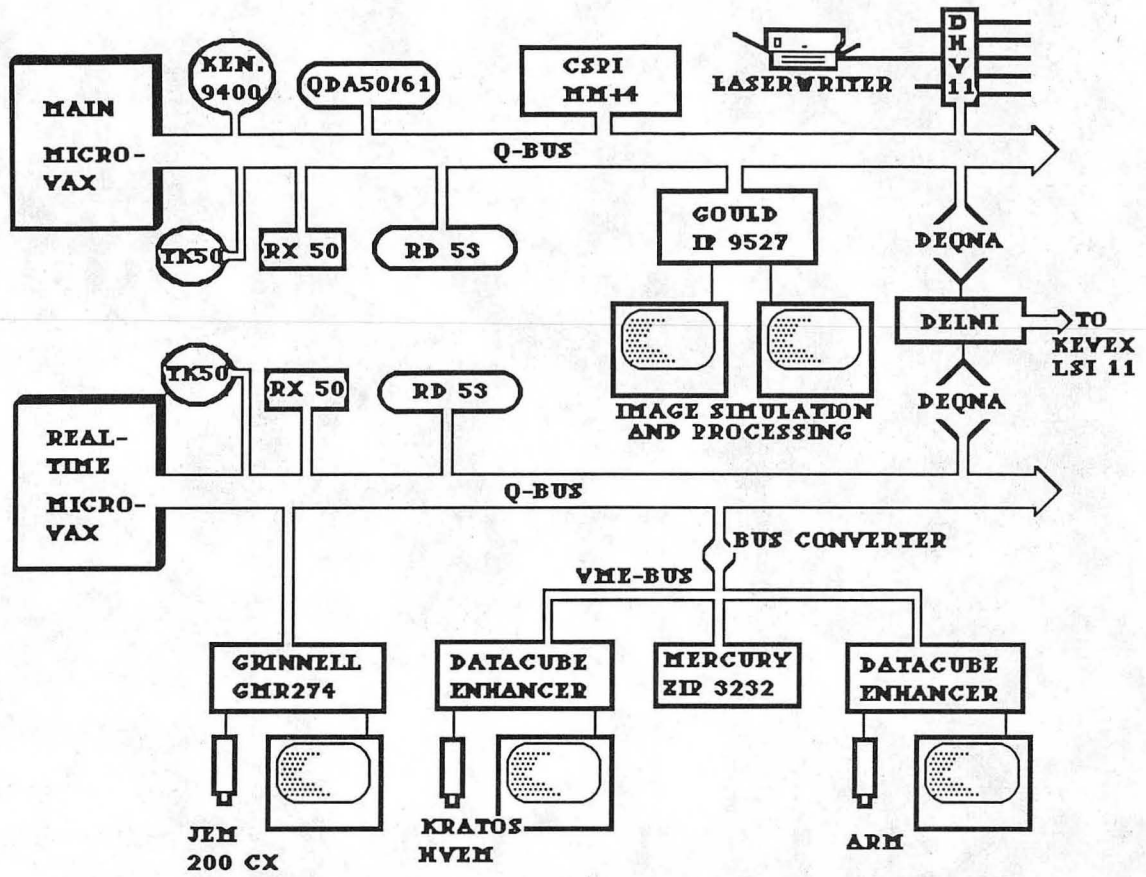 MAIN
MICRO-
VAX
KEN.
9400
QDA50/61
CSPI
MM+4
LASERWRITER
DHV11
Q-BUS
TK50
RX 50
RD 53
GOULD
IP 9527
DEQNA
DELNI
TO
KEVEX
LSI 11
IMAGE SIMULATION
AND PROCESSING
DEQNA
TK50
RX 50
RD 53
REAL-
TIME
MICRO-
VAX
Q-BUS
BUS CONVERTER
VME-BUS
GRINNELL
GMR274
DATACUBE
ENHANCER
MERCURY
ZIP 3232
DATACUBE
ENHANCER
JEM
200 CX
KRATOS
HVEM
ARM